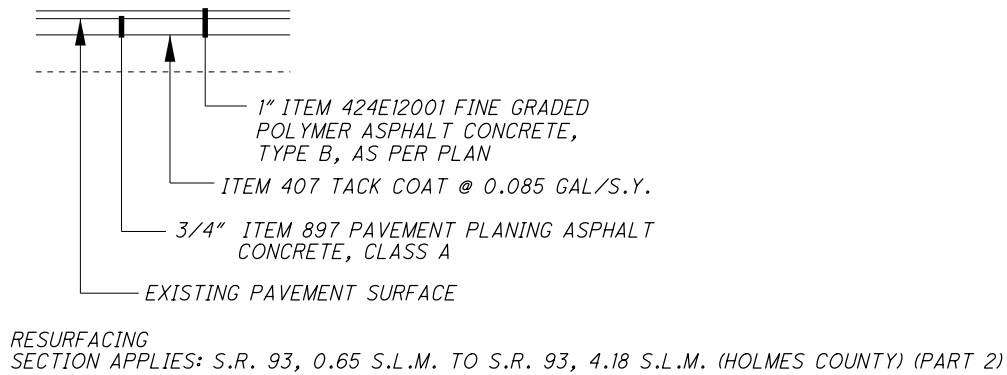 1" ITEM 424E12001 FINE GRADED
POLYMER ASPHALT CONCRETE,
TYPE B, AS PER PLAN
ITEM 407 TACK COAT @ 0.085 GAL/S.Y.
3/4" ITEM 897 PAVEMENT PLANING ASPHALT
CONCRETE, CLASS A
EXISTING PAVEMENT SURFACE
RESURFACING
SECTION APPLIES: S.R. 93, 0.65 S.L.M. TO S.R. 93, 4.18 S.L.M. (HOLMES COUNTY) (PART 2)